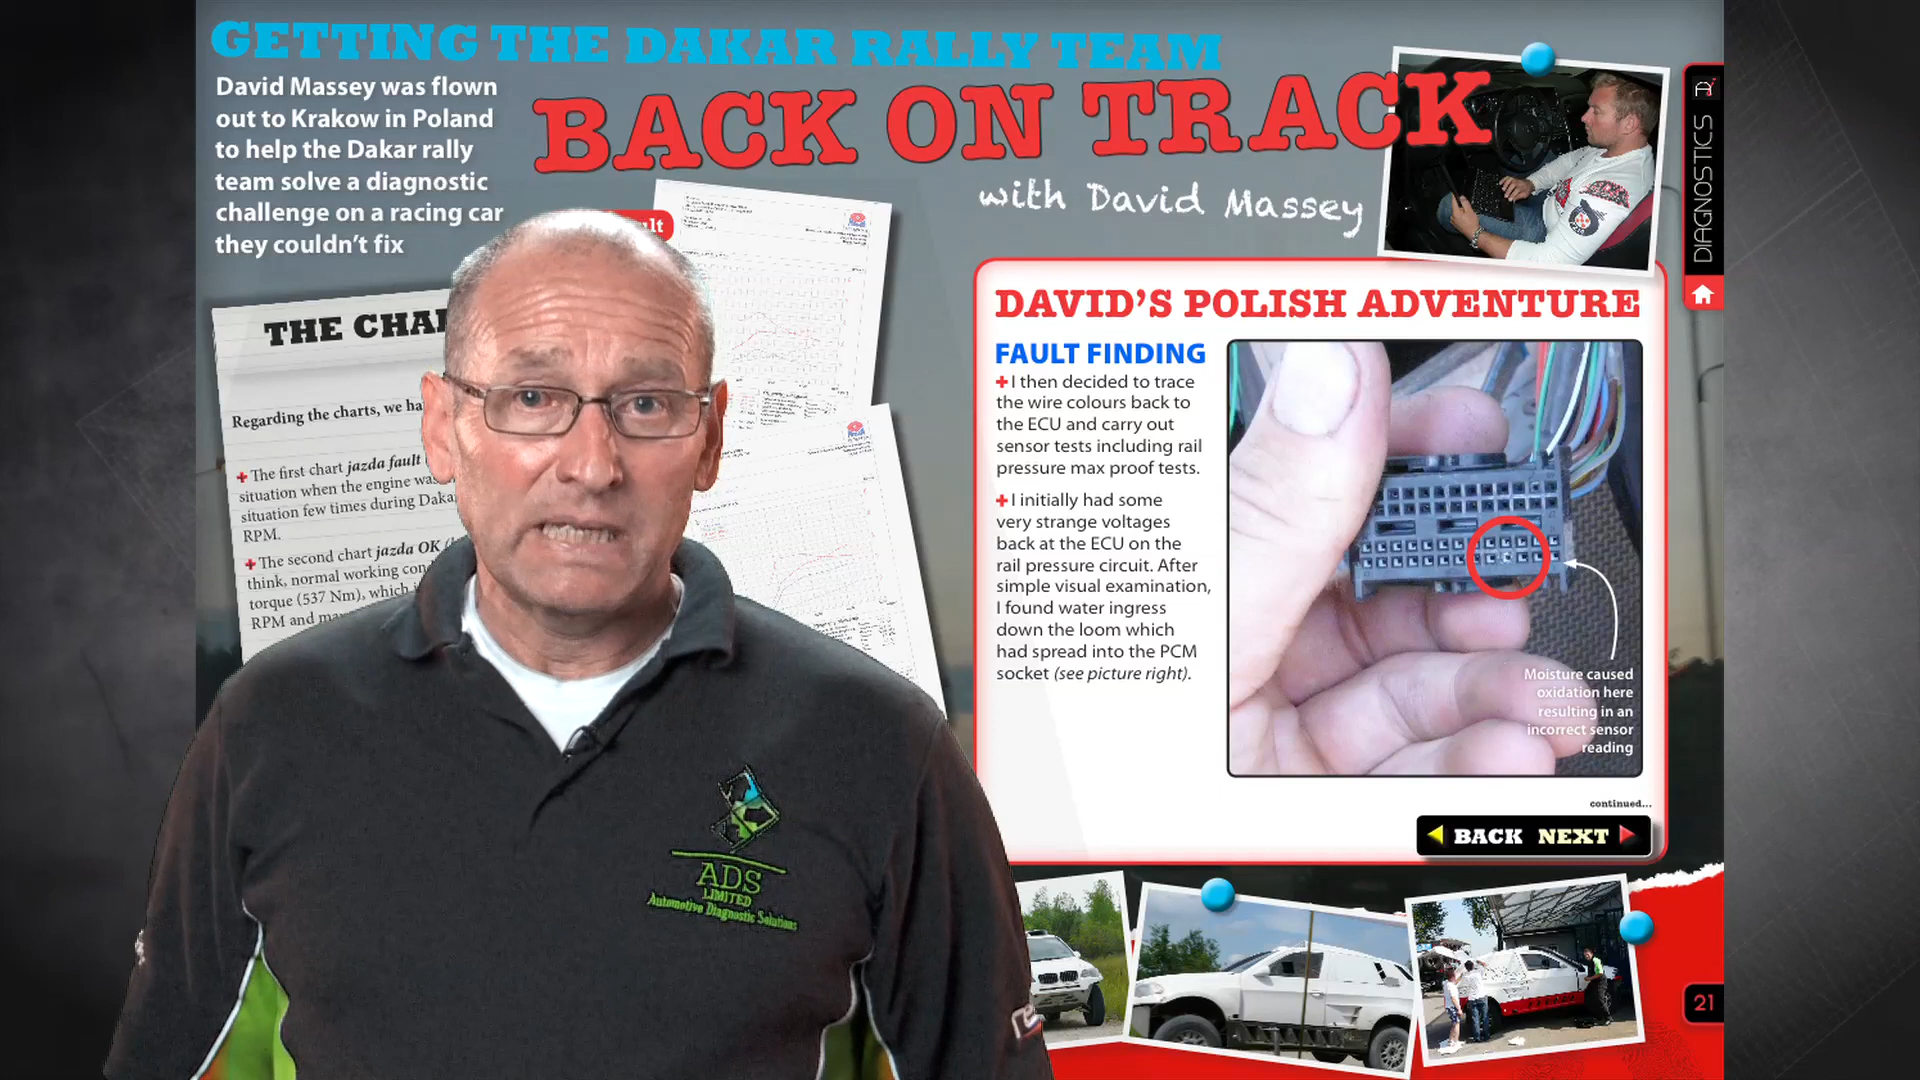 GETTING THE DAKAR RALLY TEAM
BACK ON TRACK
with David Massey
David Massey was flown
out to Krakow in Poland
to help the Dakar rally
team solve a diagnostic
challenge on a racing car
they couldn't fix
THE CHA
Regarding the charts, we ha
+ The first chart jazda fault
situation when the engine was
situation few times during Daka
RPM.
+ The second chart jazda OK
think, normal working con
torque (537 Nm), which
RPM and ma
DAVID'S POLISH ADVENTURE
FAULT FINDING
+ I then decided to trace
the wire colours back to
the ECU and carry out
sensor tests including rail
pressure max proof tests.
+ I initially had some
very strange voltages
back at the ECU on the
rail pressure circuit. After
simple visual examination,
I found water ingress
down the loom which
had spread into the PCM
socket (see picture right).
Moisture caused
oxidation here
resulting in an
incorrect sensor
reading
continued...
BACK NEXT
DIAGNOSTICS
21
ADS
LIMITED
Automotive Diagnostic Solutions